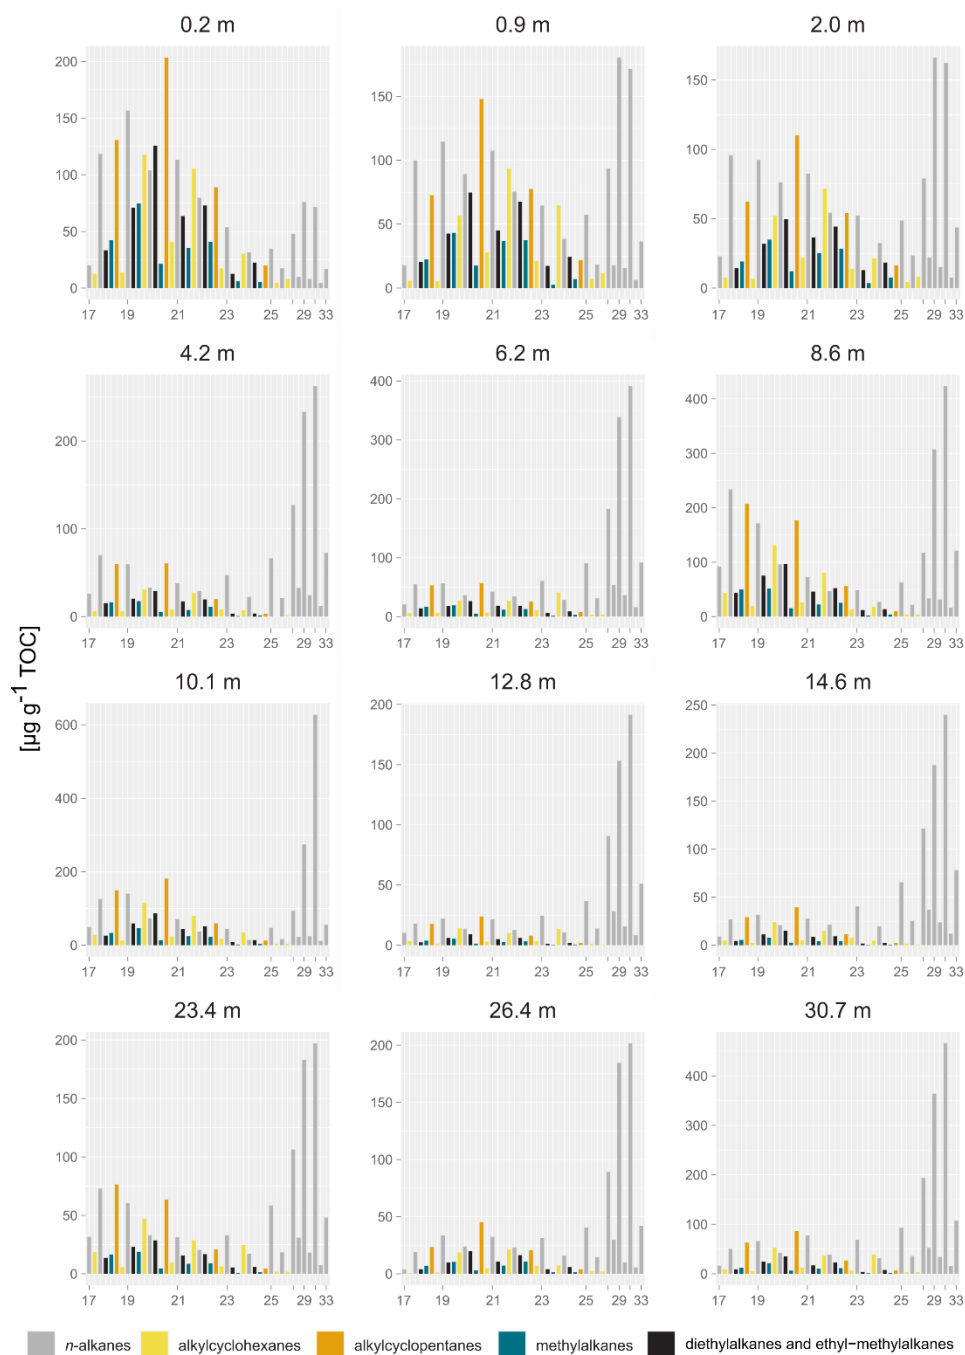 0.2 m
0.9 m
2.0 m
200
150
100
50
0
17 19 21 23 25 29 33
150
100
50
0
17 19 21 23 25 29 33
150
100
50
0
17 19 21 23 25 29 33
4.2 m
6.2 m
8.6 m
200
100
0
17 19 21 23 25 29 33
400
300
200
100
0
17 19 21 23 25 29 33
400
300
200
100
0
17 19 21 23 25 29 33
[µg g⁻¹ TOC]
10.1 m
12.8 m
14.6 m
600
400
200
0
17 19 21 23 25 29 33
200
150
100
50
0
17 19 21 23 25 29 33
250
200
150
100
50
0
17 19 21 23 25 29 33
23.4 m
26.4 m
30.7 m
200
150
100
50
0
17 19 21 23 25 29 33
200
150
100
50
0
17 19 21 23 25 29 33
400
300
200
100
0
17 19 21 23 25 29 33
n-alkanes alkylcyclohexanes alkylcyclopentanes methylalkanes diethylalkanes and ethyl−methylalkanes